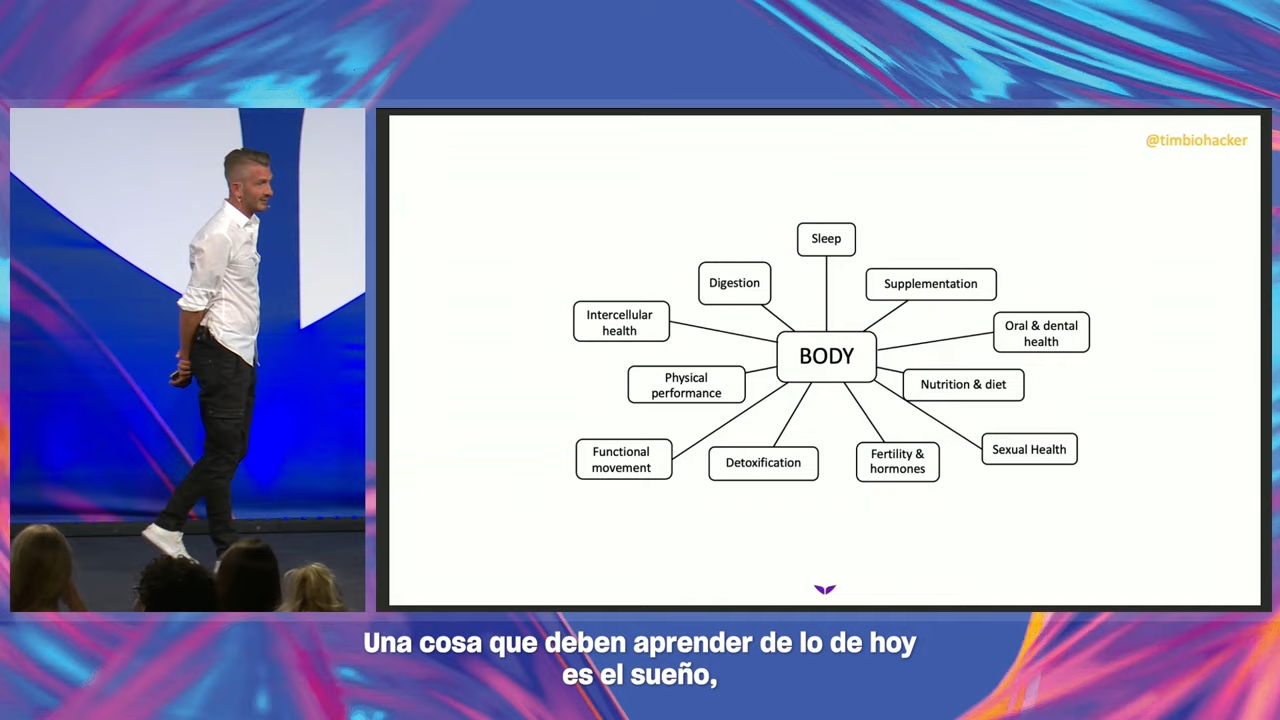 @timbiohacker
Sleep
Digestion
Supplementation
Intercellular
health
Oral & dental
health
BODY
Physical
performance
Nutrition & diet
Functional
movement
Detoxification
Fertility &
hormones
Sexual Health
Una cosa que deben aprender de lo de hoy
es el sueño,